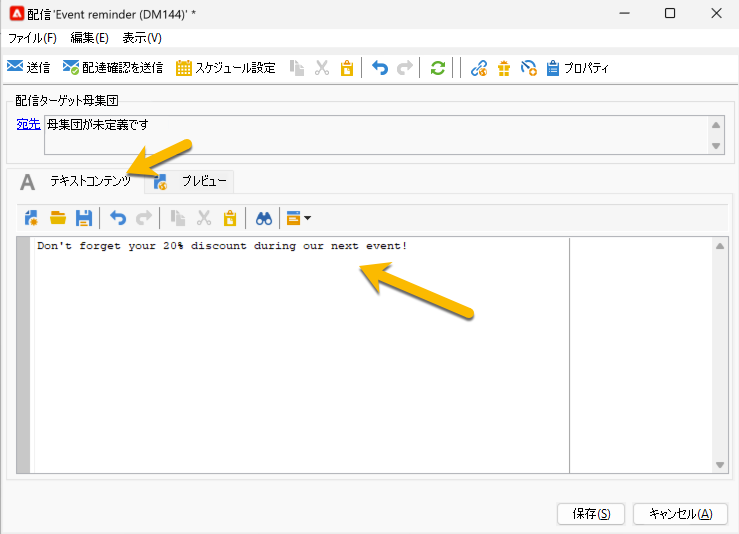 配信'Event reminder (DM144)' *
ファイル(F) 編集(E) 表示(V)
送信 配達確認を送信 スケジュール設定 プロパティ
配信ターゲット母集団
宛先 母集団が未定義です
A テキストコンテンツ プレビュー
Don't forget your 20% discount during our next event!
保存(S) キャンセル(A)